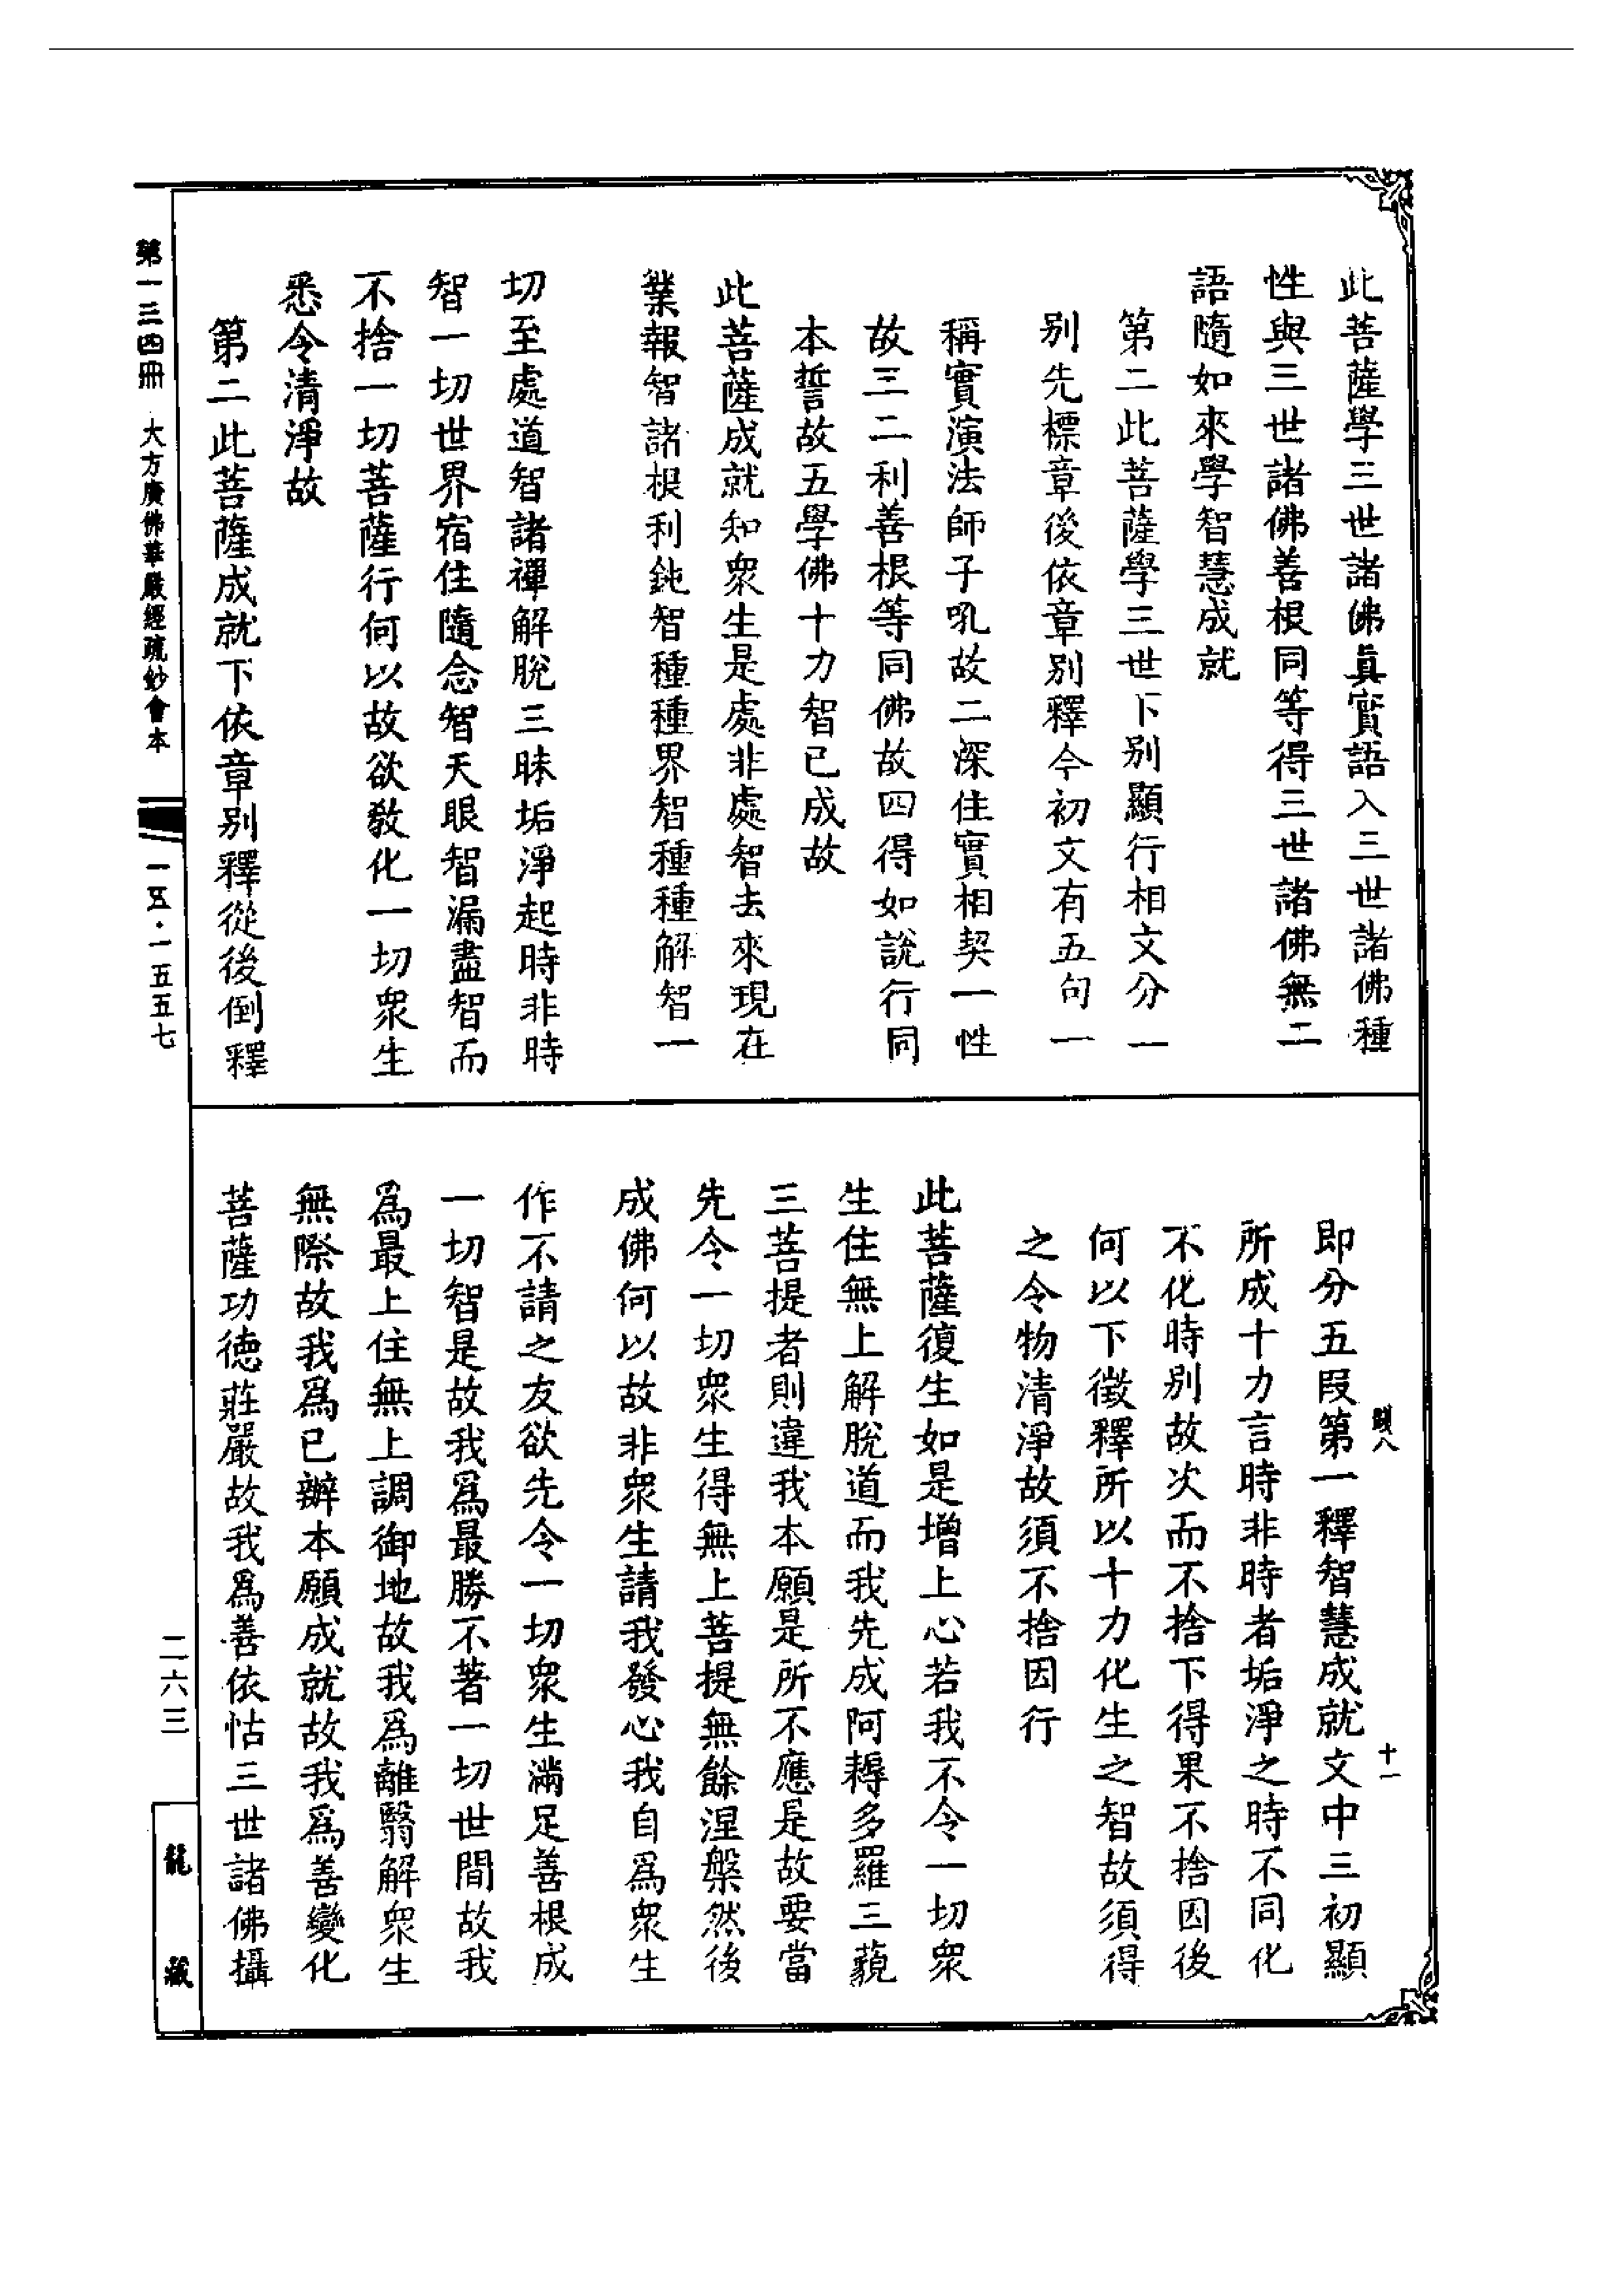 此菩薩學三世諸佛眞實語入三世諸佛種
性與三世諸佛善根同等得三世諸佛無二
語隨如來學智慧成就
第二此菩薩學三世下别顯行相文分一
别先標章後依章别釋今初文有五句一
稱實演法師子吼故二深住實相契一性
故三二利善根等同佛故四得如說行同
本誓故五學佛十力智已成故
此菩薩成就知衆生是處非處智去來現在
業報智諸根利鈍智種種界智種種解智一
切至處道智諸禪解脫三昧垢淨起時非時
智一切世界宿住隨念智天眼智漏盡智而
不捨一切菩薩行何以故欲敎化一切衆生
悉令清淨故
第二此菩薩成就下依章别釋從後倒釋
即分五段第一釋智慧成就文中三初顯
所成十力言時非時者垢淨之時不同化
不化時别故次而不捨下得果不捨因後
何以下徵釋所以十力化生之智故須得
之令物清淨故須不捨因行
此菩薩復生如是增上心若我不令一切衆
生住無上解脫道而我先成阿耨多羅三藐
三菩提者則違我本願是所不應是故要當
先令一切衆生得無上菩提無餘涅槃然後
成佛何以故非衆生請我發心我自爲衆生
作不請之友欲先令一切衆生滿足善根成
一切智是故我爲最勝不著一切世間故我
爲最上住無上調御地故我爲離翳解衆生
無際故我爲已辦本願成就故我爲善變化
菩薩功德莊嚴故我爲善依怙三世諸佛攝
十一
第一三四冊 大方廣佛華嚴經疏鈔會本
一五·一五五七
二六三
龍藏